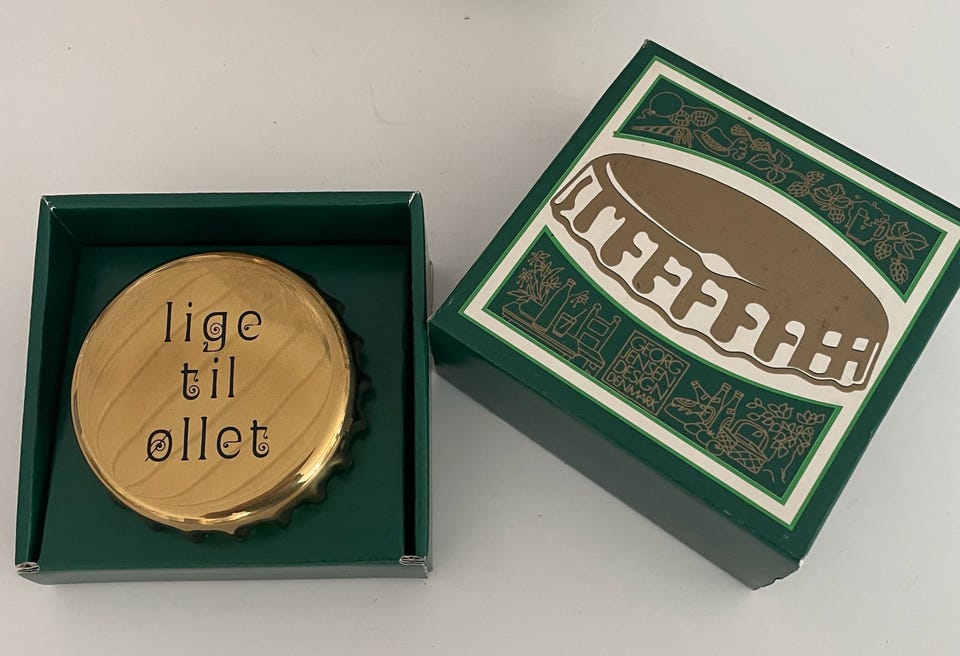 lige
til
øllet
GEORG
JENSEN
DESIGN
DENMARK